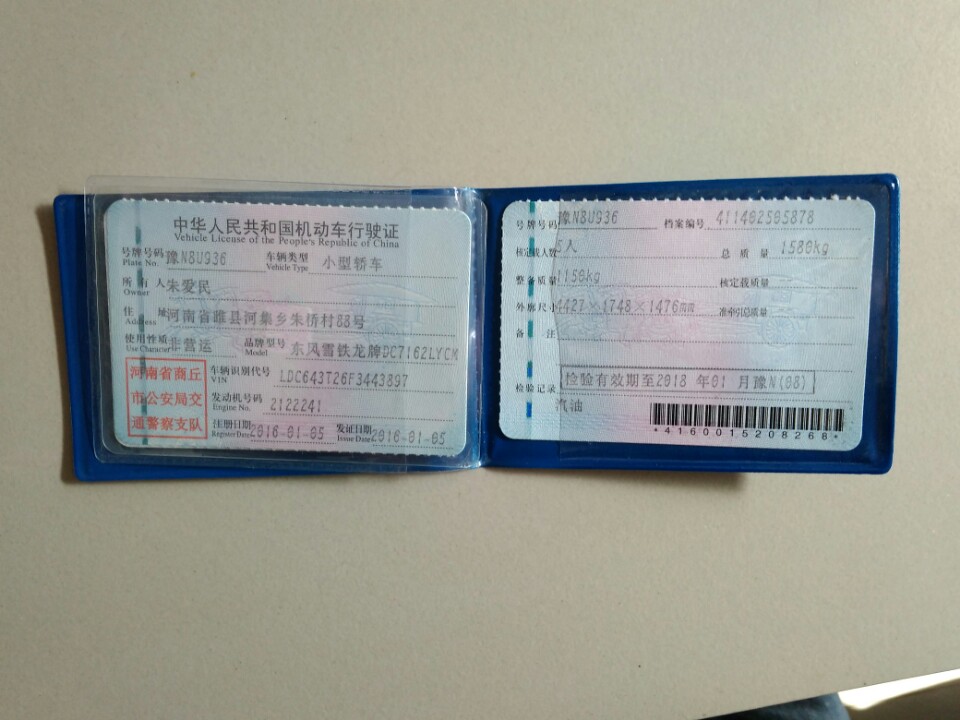 中华人民共和国机动车行驶证
Vehicle License of the People's Republic of China
号牌号码 豫N8U936 车辆类型 小型轿车
Plate No. Vehicle Type
所有人 朱爱民
Owner
住址 河南省睢县河集乡朱桥村88号
Address
使用性质 非营运 品牌型号 东风雪铁龙牌DC7162LYCM
Use Character Model
河南省商丘
市公安局交
通警察支队
车辆识别代号 LDC643T26F3443897
VIN
发动机号码 2122241
Engine No.
注册日期 2016-01-05 发证日期 2016-01-05
Register Date Issue Date
号牌号码 豫N8U936 档案编号 411402505878
核定载人数 5人 总质量 1580kg
整备质量 1150kg 核定载质量 --
外廓尺寸 4427×1748×1476mm 准牵引总质量 --
备注
检验记录 检验有效期至2018年01月豫N(08)
汽油
*4160015208268*